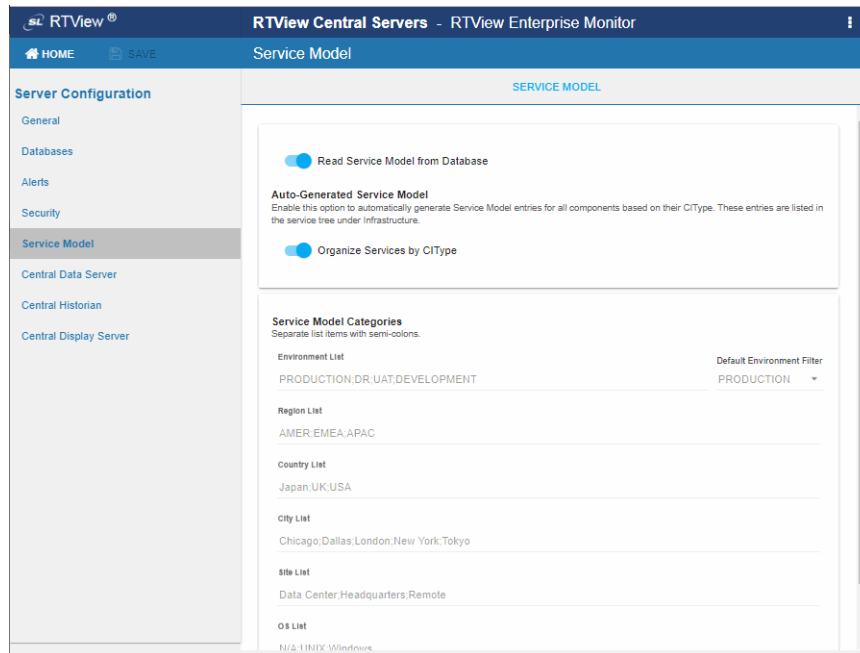 SL RTView ®
RTView Central Servers - RTView Enterprise Monitor
HOME
SAVE
Service Model
Server Configuration
General
Databases
Alerts
Security
Service Model
Central Data Server
Central Historian
Central Display Server
SERVICE MODEL
Read Service Model from Database
Auto-Generated Service Model
Enable this option to automatically generate Service Model entries for all components based on their CIType. These entries are listed in
the service tree under Infrastructure.
Organize Services by CIType
Service Model Categories
Separate list items with semi-colons.
Environment List
Default Environment Filter
PRODUCTION;DR;UAT;DEVELOPMENT
PRODUCTION
Region List
AMER;EMEA;APAC
Country List
Japan;UK;USA
City List
Chicago;Dallas;London;New York;Tokyo
Site List
Data Center;Headquarters;Remote
OS List
N/A;UNIX;Windows